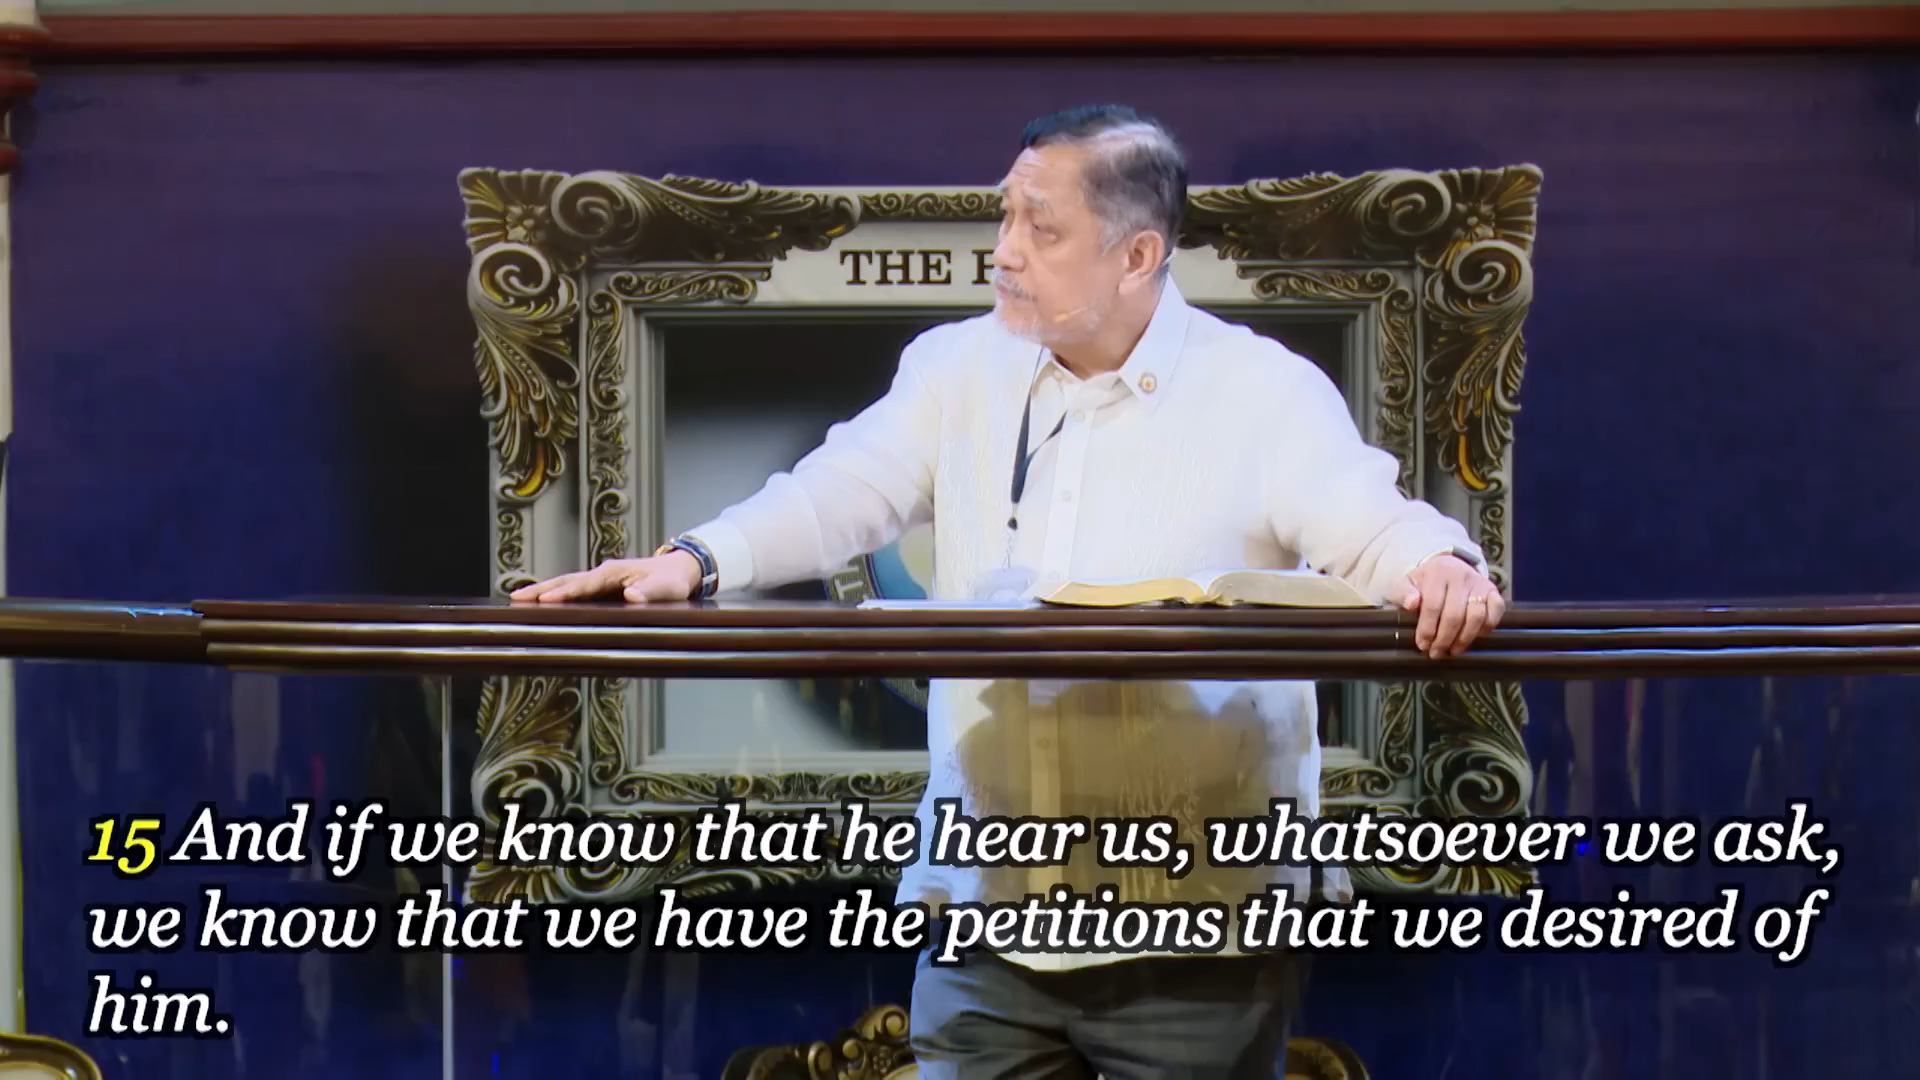 THE
15 And if we know that he hear us, whatsoever we ask,
we know that we have the petitions that we desired of
him.